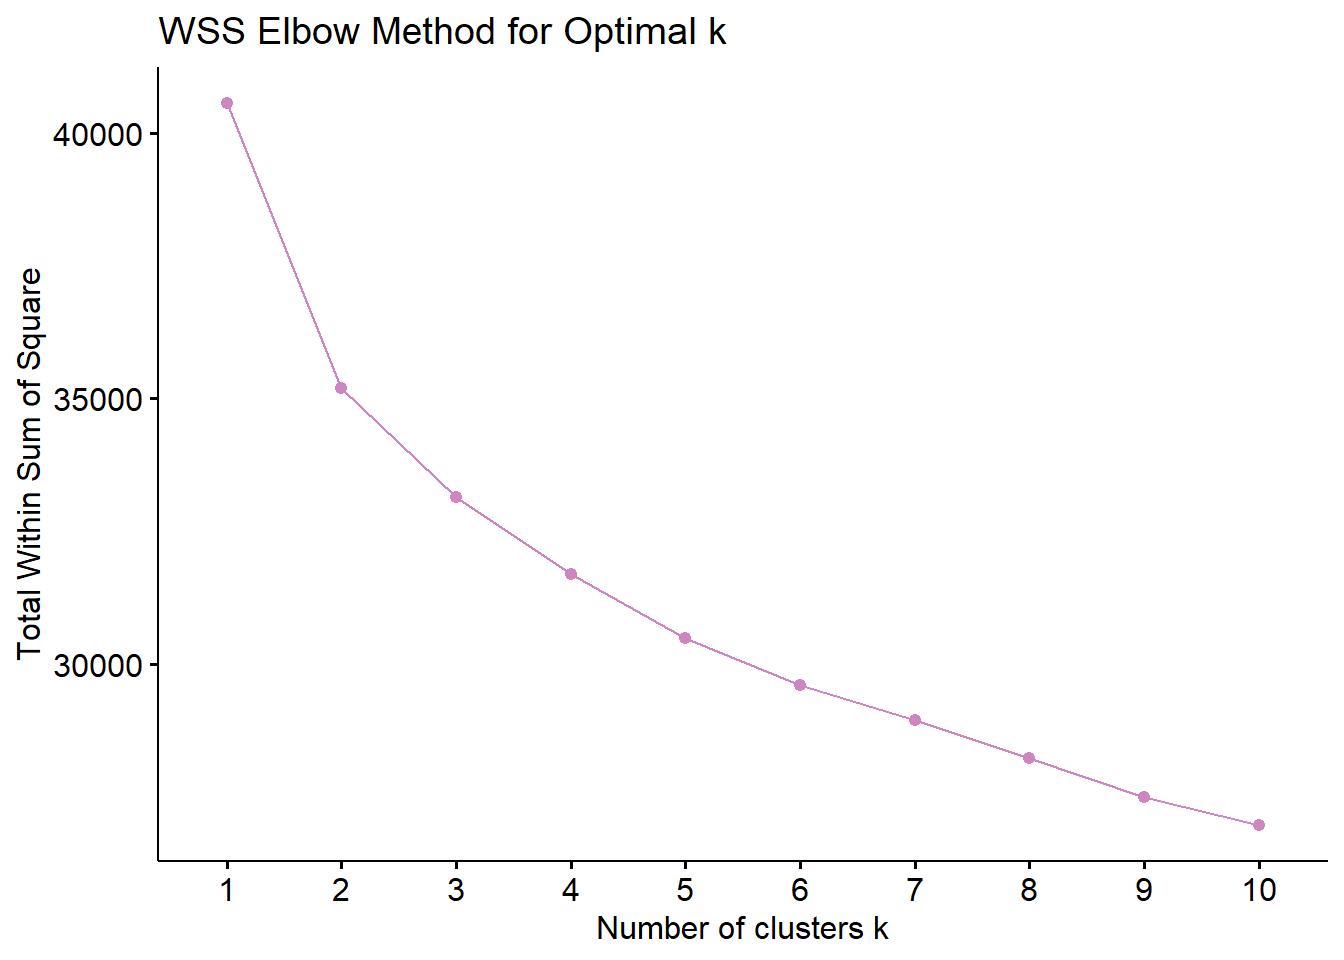 WSS Elbow Method for Optimal k
Total Within Sum of Square
40000
35000
30000
1 2 3 4 5 6 7 8 9 10
Number of clusters k